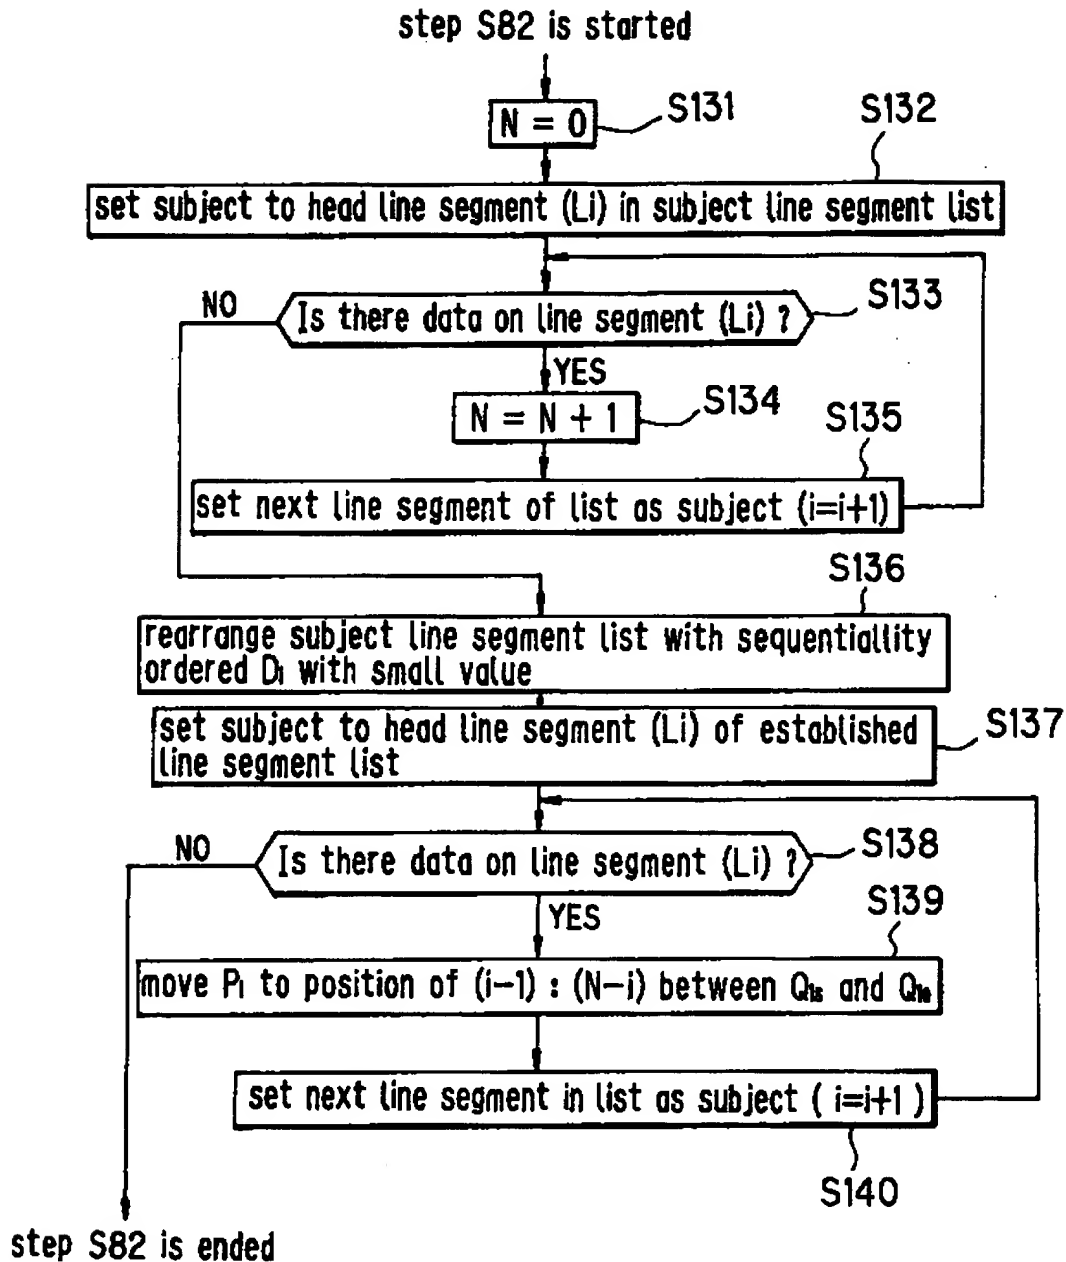 step S82 is started
S131
N = 0
S132
set subject to head line segment (Li) in subject line segment list
S133
NO
Is there data on line segment (Li) ?
YES
S134
N = N + 1
S135
set next line segment of list as subject (i=i+1)
S136
rearrange subject line segment list with sequentiallity
ordered Di with small value
S137
set subject to head line segment (Li) of established
line segment list
NO
Is there data on line segment (Li) ?
S138
YES
S139
move Pi to position of (i-1) : (N-i) between Q1s and Q1e
set next line segment in list as subject ( i=i+1 )
S140
step S82 is ended